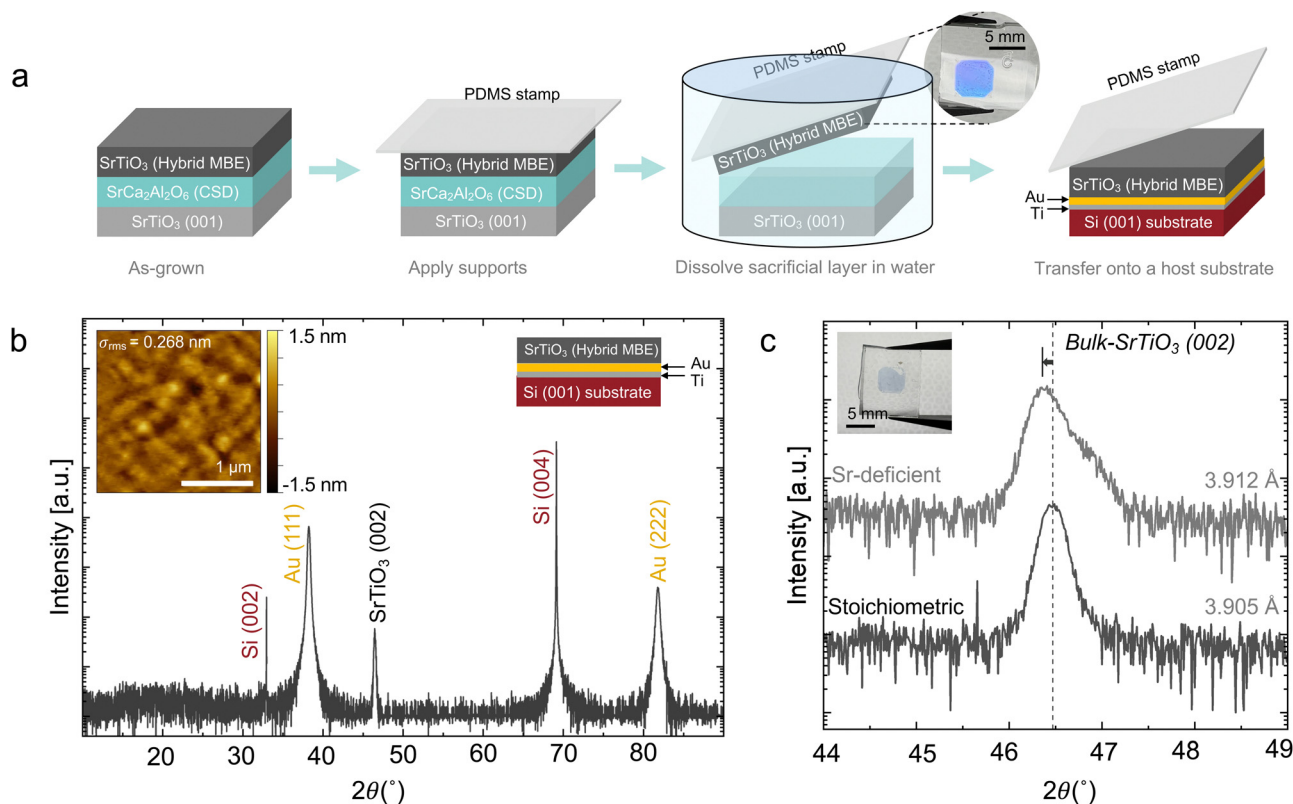 a
PDMS stamp
SrTiO₃ (Hybrid MBE)
SrCa₂Al₂O₆ (CSD)
SrTiO₃ (001)
As-grown
SrTiO₃ (Hybrid MBE)
SrCa₂Al₂O₆ (CSD)
SrTiO₃ (001)
Apply supports
PDMS stamp
5 mm
SrTiO₃ (Hybrid MBE)
SrTiO₃ (001)
Dissolve sacrificial layer in water
PDMS stamp
SrTiO₃ (Hybrid MBE)
Au
Ti
Si (001) substrate
Transfer onto a host substrate
b
σrms = 0.268 nm
1 μm
1.5 nm
-1.5 nm
SrTiO₃ (Hybrid MBE)
Au
Ti
Si (001) substrate
Si (002)
Au (111)
SrTiO₃ (002)
Si (004)
Au (222)
Intensity [a.u.]
20 30 40 50 60 70 80
2θ(˚)
c
Bulk-SrTiO₃ (002)
5 mm
Sr-deficient
3.912 Å
Stoichiometric
3.905 Å
Intensity [a.u.]
44 45 46 47 48 49
2θ(˚)